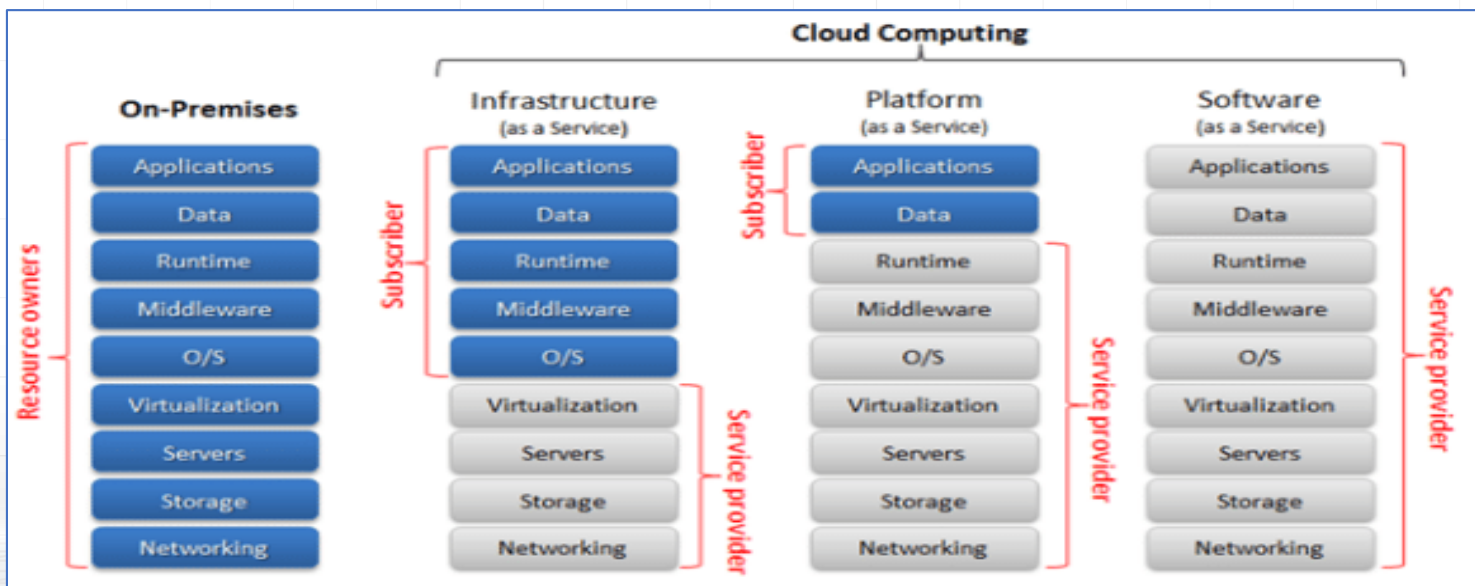 Cloud Computing
On-Premises
Resource owners
Applications
Data
Runtime
Middleware
O/S
Virtualization
Servers
Storage
Networking
Infrastructure
(as a Service)
Subscriber
Applications
Data
Runtime
Middleware
O/S
Virtualization
Servers
Storage
Networking
Service provider
Platform
(as a Service)
Subscriber
Applications
Data
Runtime
Middleware
O/S
Virtualization
Servers
Storage
Networking
Service provider
Software
(as a Service)
Applications
Data
Runtime
Middleware
O/S
Virtualization
Servers
Storage
Networking
Service provider